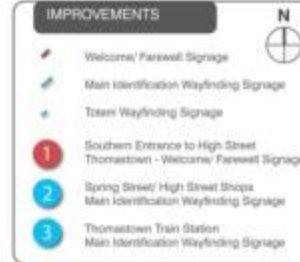 IMPROVEMENTS
N
Welcome/ Farewell Signage
Main Identification Wayfinding Signage
Totem Wayfinding Signage
1
Southern Entrance to High Street
Thomastown - Welcome/ Farewell Signage
2
Spring Street/ High Street Shops
Main Identification Wayfinding Signage
3
Thomastown Train Station
Main Identification Wayfinding Signage